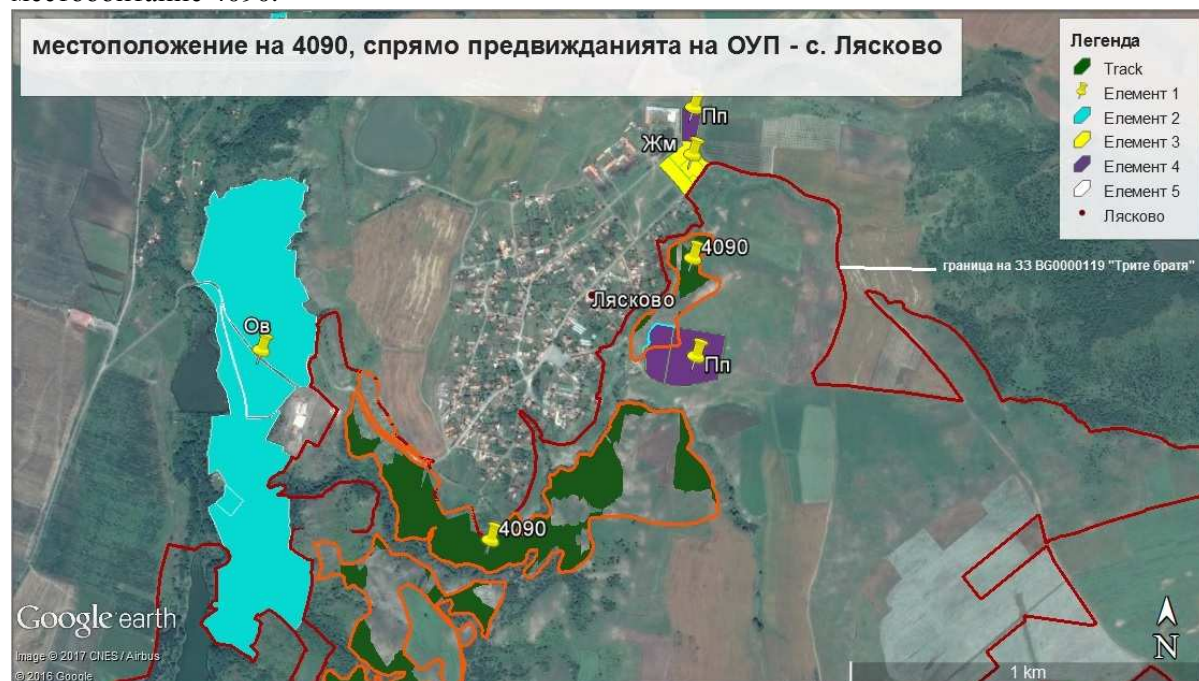 местообитание 4090.
местоположение на 4090, спрямо предвижданията на ОУП - с. Лясково
Легенда
Track
Елемент 1
Елемент 2
Елемент 3
Елемент 4
Елемент 5
Лясково
Пп
Жм
4090
граница на ЗЗ BG0000119 "Трите братя"
Лясково
Ов
Пп
4090
Google earth
Image © 2017 CNES / Airbus
© 2016 Google
N
1 km